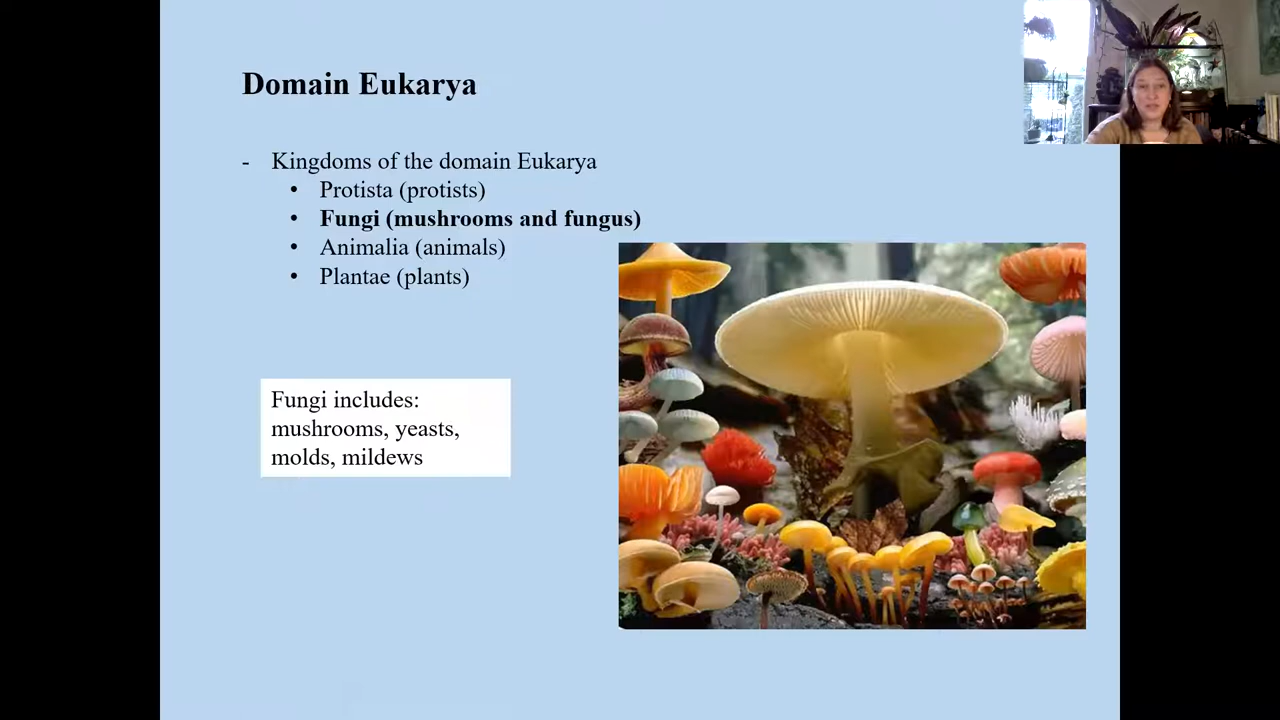 Domain Eukarya
- Kingdoms of the domain Eukarya
• Protista (protists)
• Fungi (mushrooms and fungus)
• Animalia (animals)
• Plantae (plants)
Fungi includes:
mushrooms, yeasts,
molds, mildews